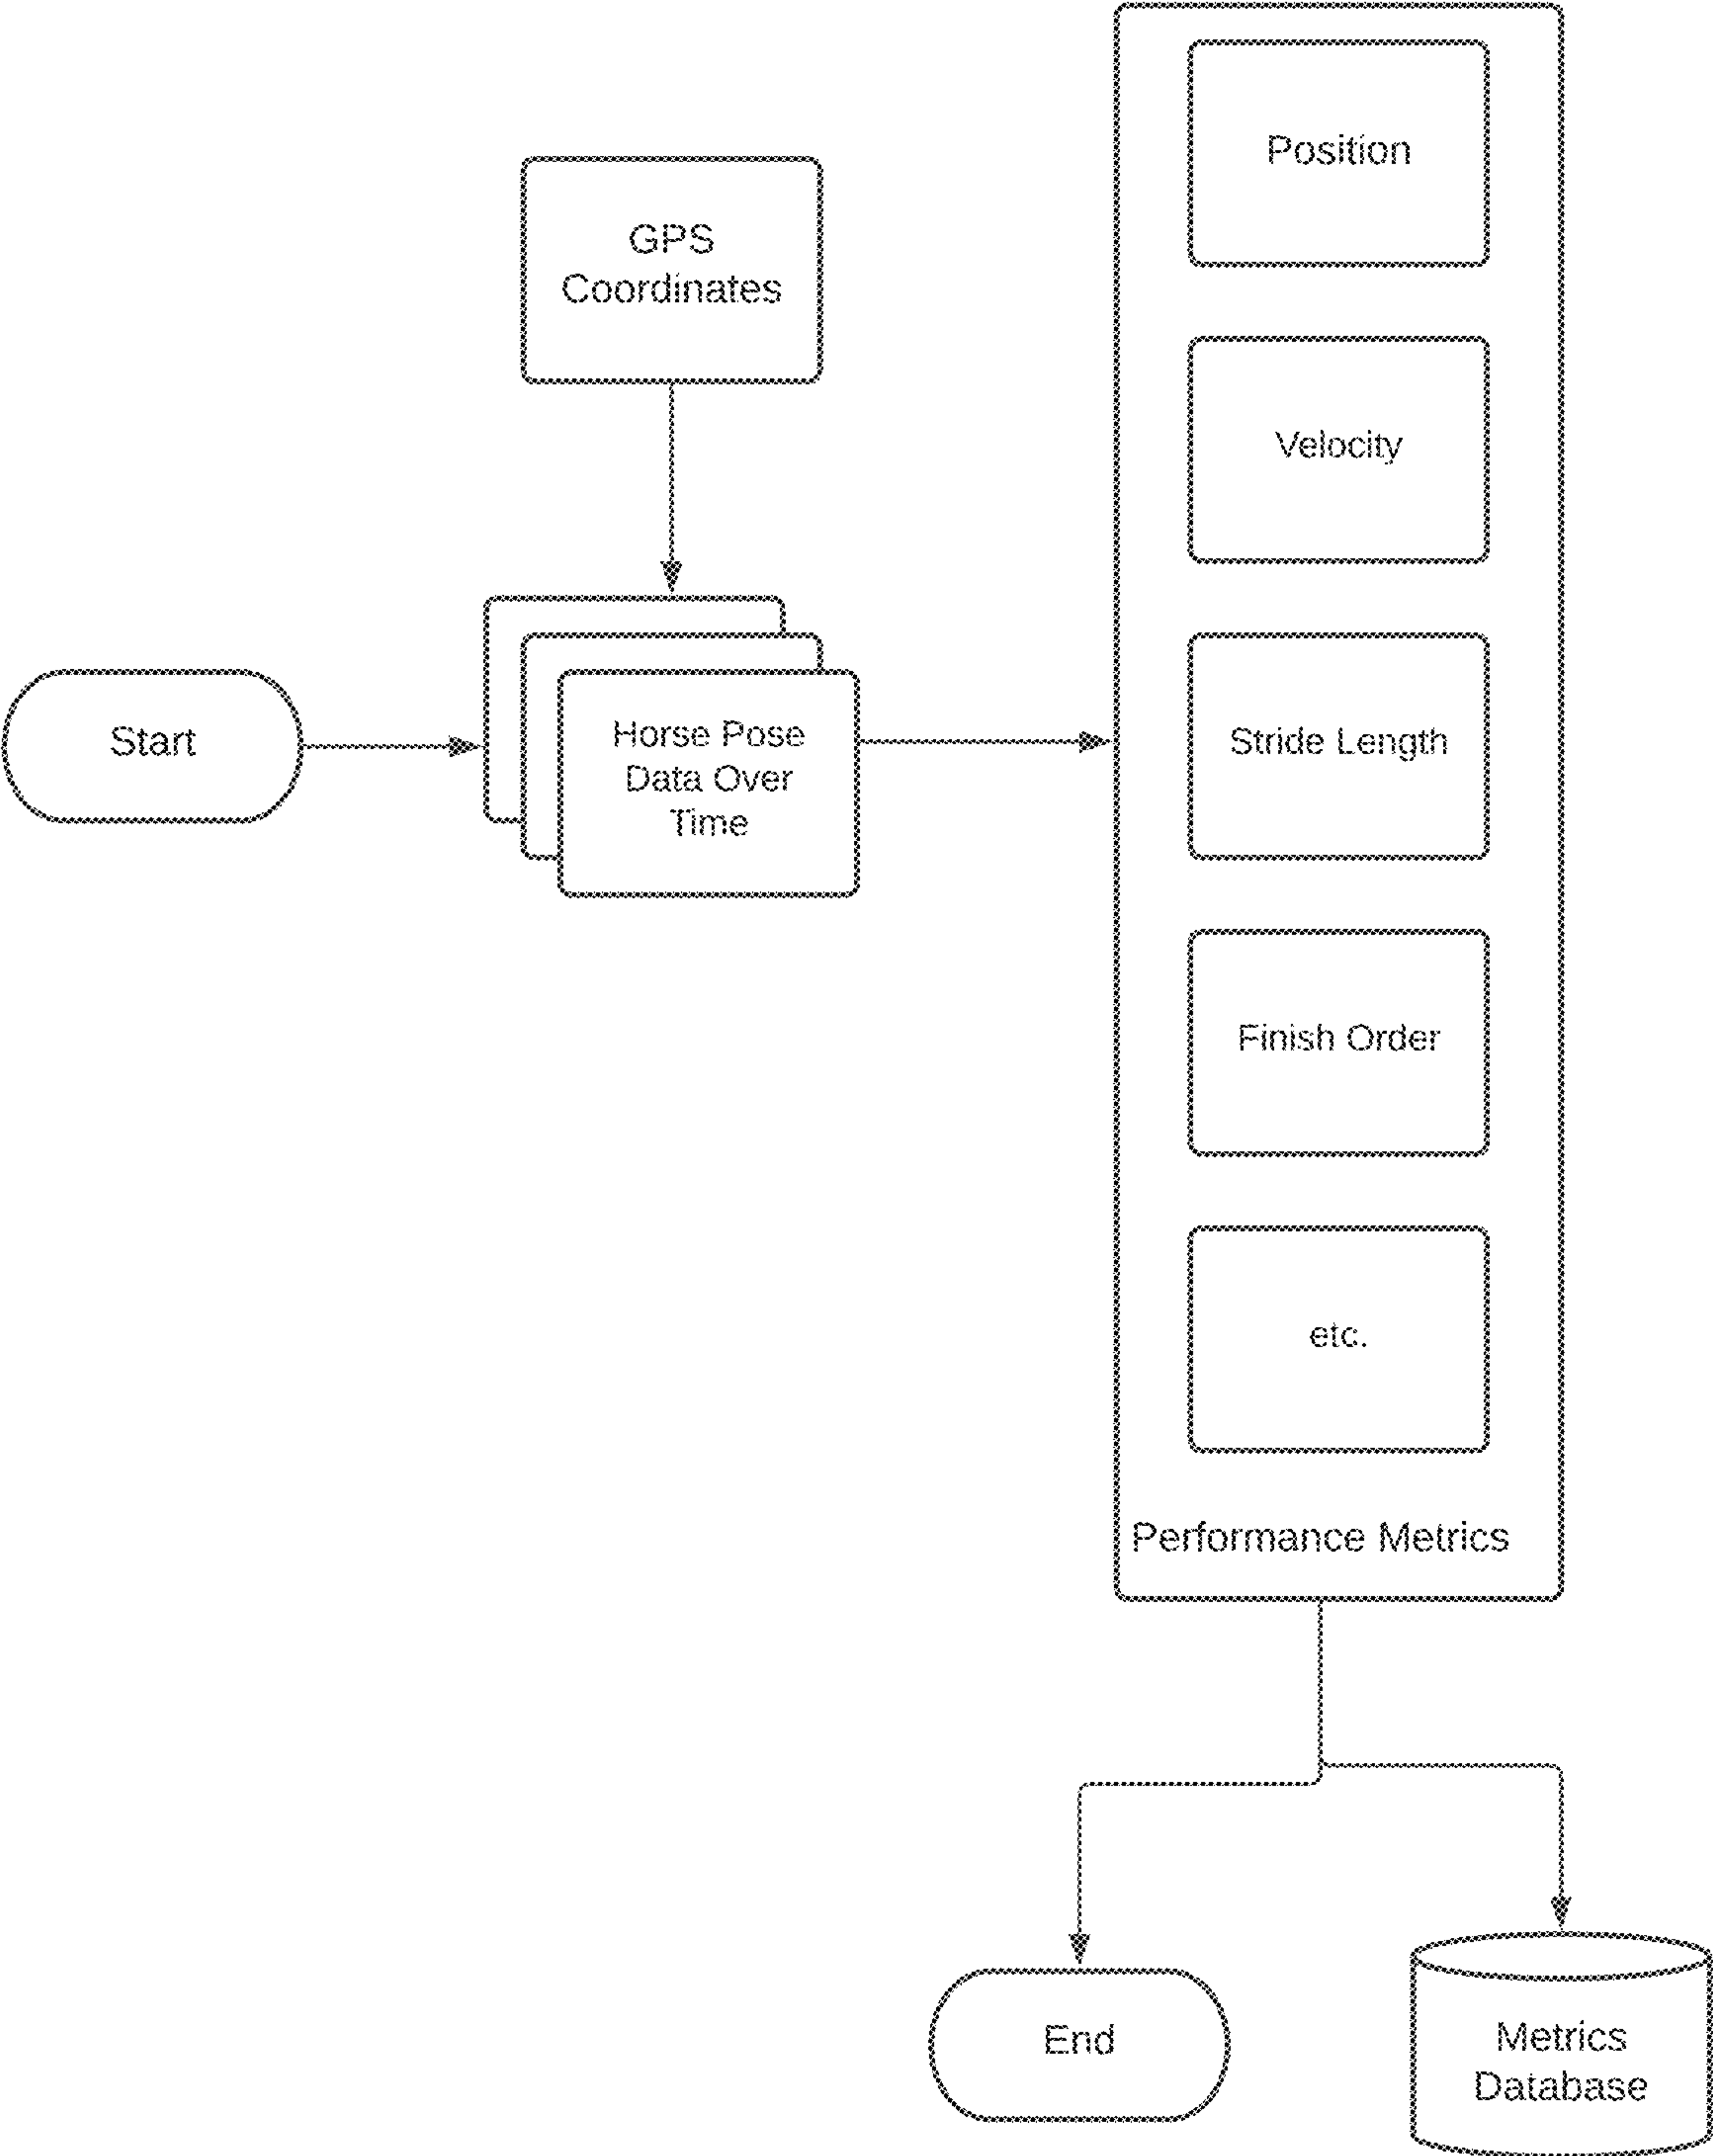 Position
GPS
Coordinates
Velocity
Start
Horse Pose
Data Over
Time
Stride Length
Finish Order
etc.
Performance Metrics
End
Metrics
Database